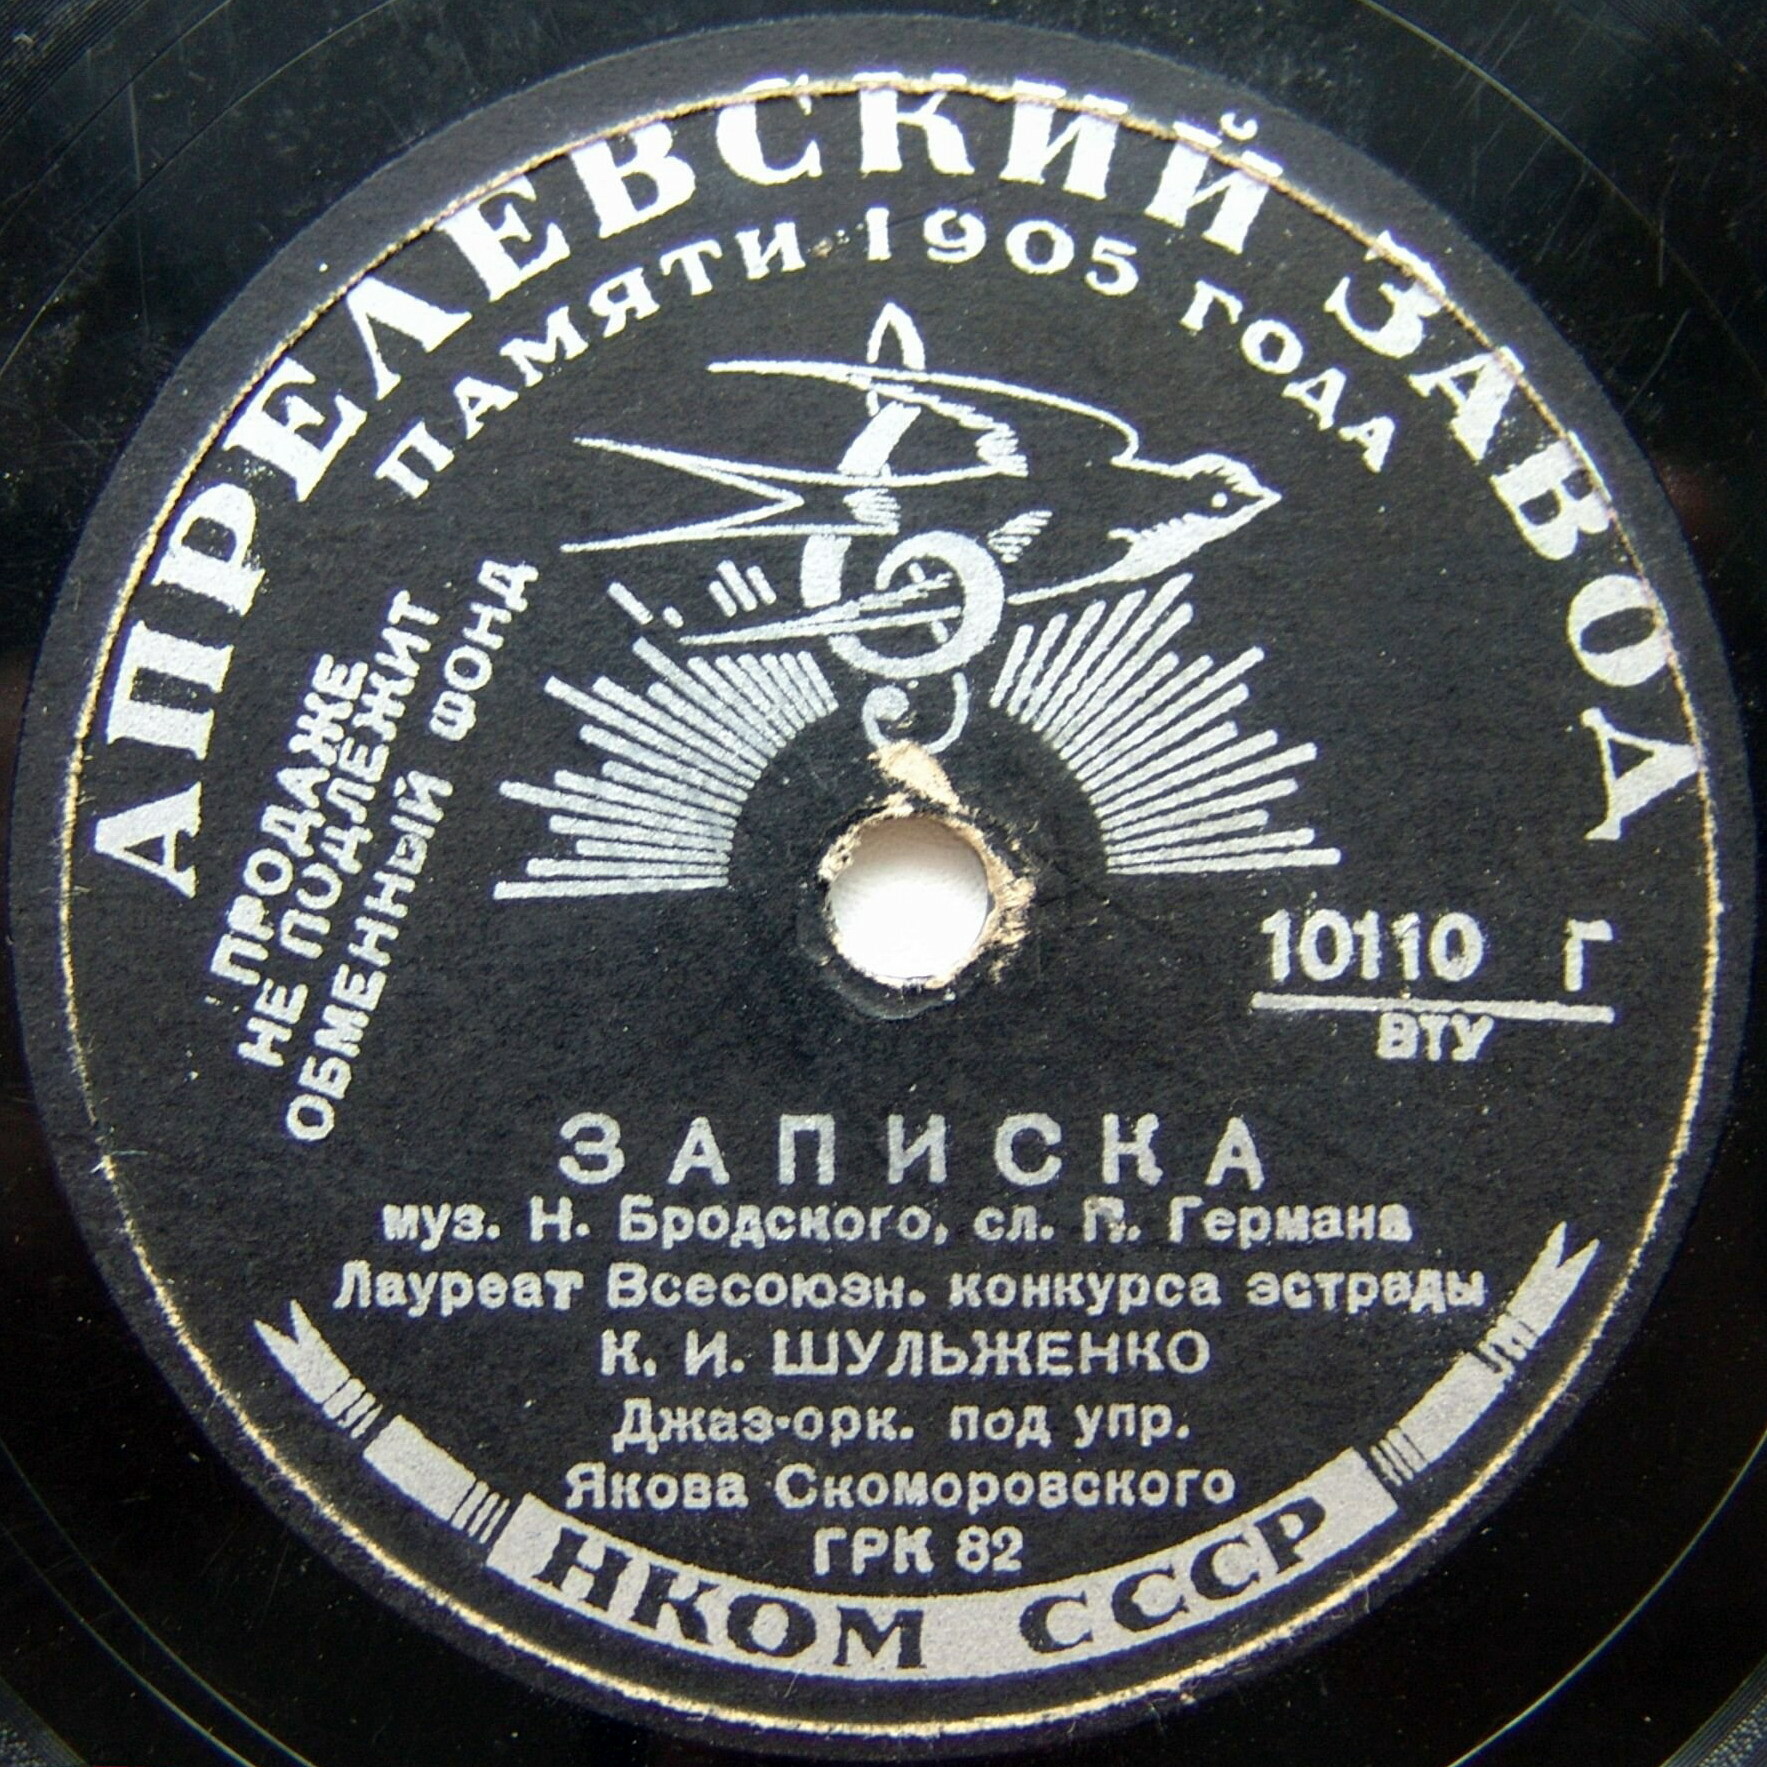 АПРЕЛЕВСКИЙ ЗАВОД
ПАМЯТИ 1905 ГОДА
ПРОДАЖЕ
НЕ ПОДЛЕЖИТ
ОБМЕННЫЙ ФОНД
10110 Г
ВТУ
ЗАПИСКА
муз. Н. Бродского, сл. П. Германа
Лауреат Всесоюзн. конкурса эстрады
К. И. ШУЛЬЖЕНКО
Джаз-орк. под упр.
Якова Скоморовского
ГРК 82
НКОМ СССР